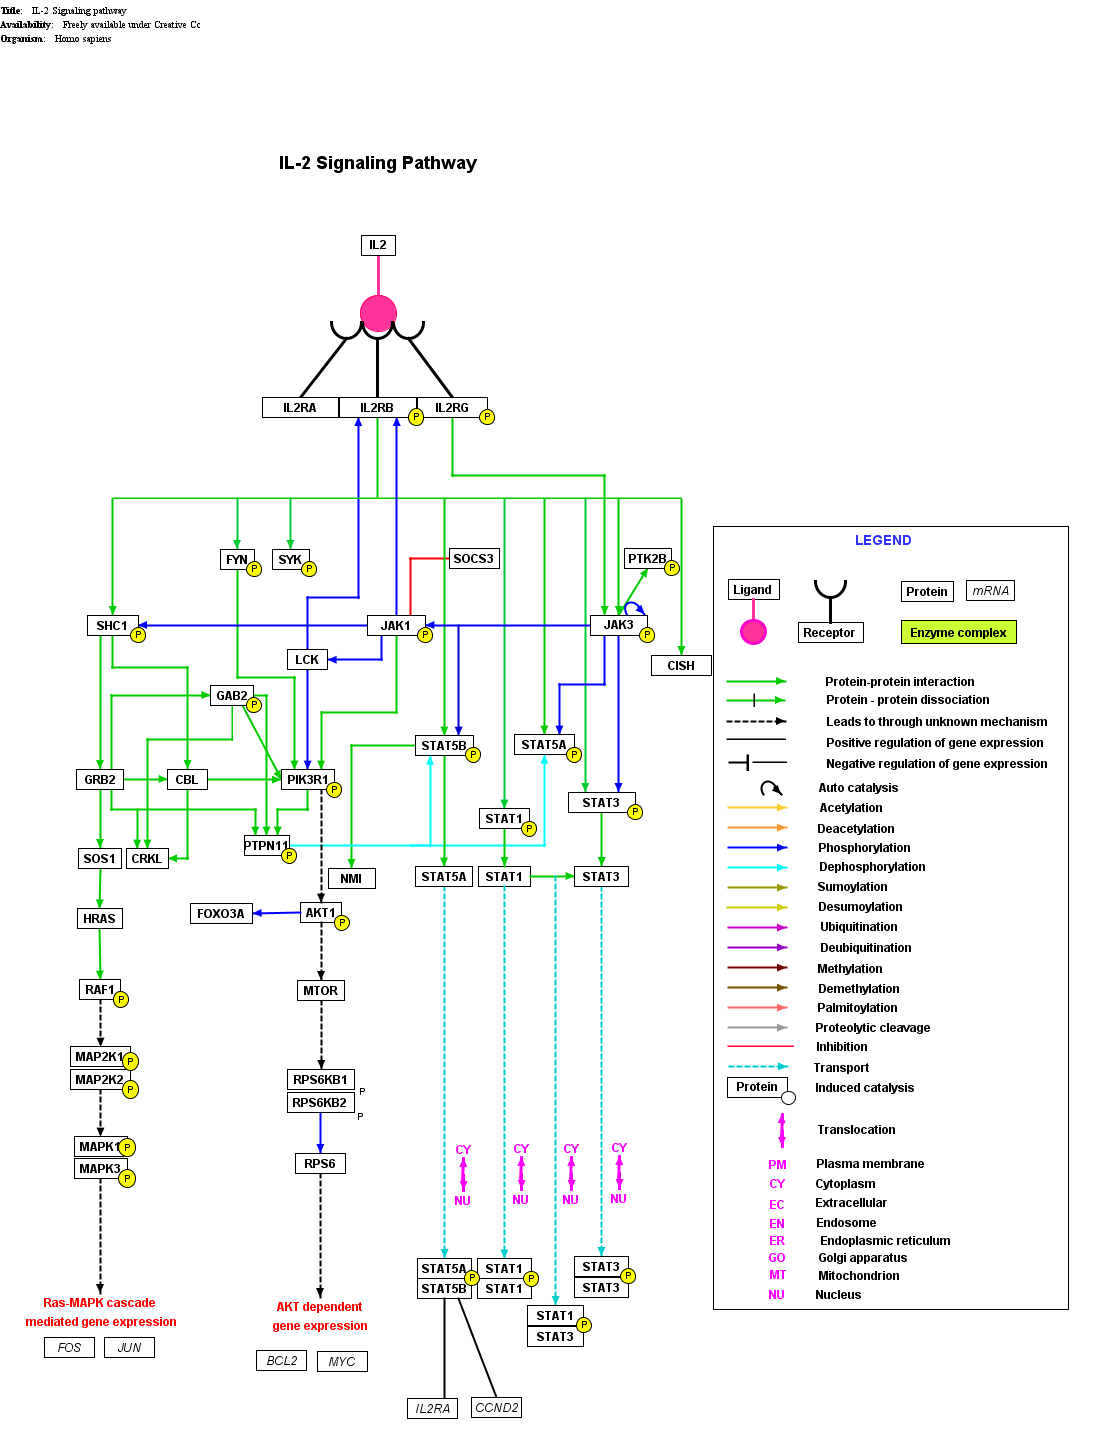 Title: IL-2 Signaling pathway
Availability: Freely available under Creative Cc
Organism: Homo sapiens
IL-2 Signaling Pathway
IL2
IL2RA IL2RB P IL2RG P
FYN P SYK P SOCS3 PTK2B P
SHC1 P JAK1 P JAK3 P
LCK CISH
GAB2 P
STAT5B P STAT5A P
GRB2 CBL PIK3R1 P
STAT3 P
STAT1 P
PTPN11 P
SOS1 CRKL
NMI STAT5A STAT1 STAT3
HRAS FOXO3A AKT1 P
RAF1 P MTOR
MAP2K1 P
MAP2K2 P
RPS6KB1 P
RPS6KB2 P
MAPK1 P
MAPK3 P
RPS6
CY CY CY CY
NU NU NU NU
STAT5A P STAT1 P STAT3 P
STAT5B STAT1 STAT3
STAT1 P
STAT3
Ras-MAPK cascade
mediated gene expression
FOS JUN
AKT dependent
gene expression
BCL2 MYC
IL2RA CCND2
LEGEND
Ligand
Receptor
Protein mRNA
Enzyme complex
Protein-protein interaction
Protein - protein dissociation
Leads to through unknown mechanism
Positive regulation of gene expression
Negative regulation of gene expression
Auto catalysis
Acetylation
Deacetylation
Phosphorylation
Dephosphorylation
Sumoylation
Desumoylation
Ubiquitination
Deubiquitination
Methylation
Demethylation
Palmitoylation
Proteolytic cleavage
Inhibition
Transport
Protein Induced catalysis
Translocation
PM Plasma membrane
CY Cytoplasm
EC Extracellular
EN Endosome
ER Endoplasmic reticulum
GO Golgi apparatus
MT Mitochondrion
NU Nucleus